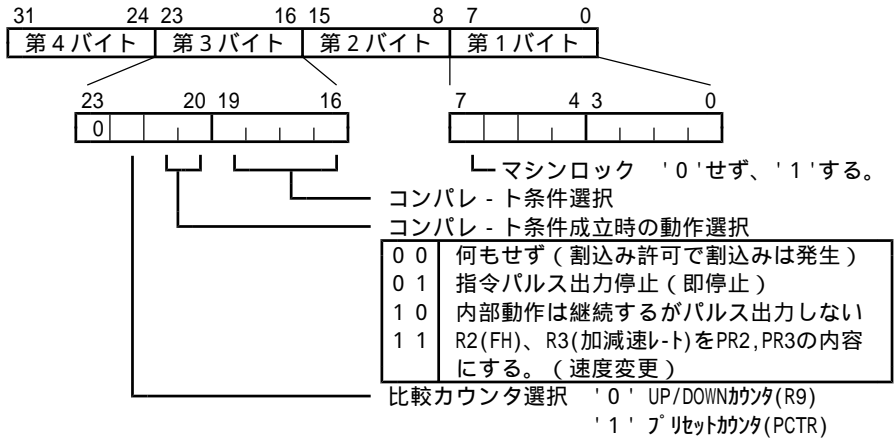 31 24 23 16 15 8 7 0
第4バイト 第3バイト 第2バイト 第1バイト
23 20 19 16 7 4 3 0
0
マシンロック '0'せず、'1'する。
コンパレ-ト条件選択
コンパレ-ト条件成立時の動作選択
00 何もせず(割込み許可で割込みは発生)
01 指令パルス出力停止(即停止)
10 内部動作は継続するがパルス出力しない
11 R2(FH)、R3(加減速レ-ト)をPR2,PR3の内容
にする。(速度変更)
比較カウンタ選択 '0' UP/DOWNカウンタ(R9)
'1' プリセットカウンタ(PCTR)